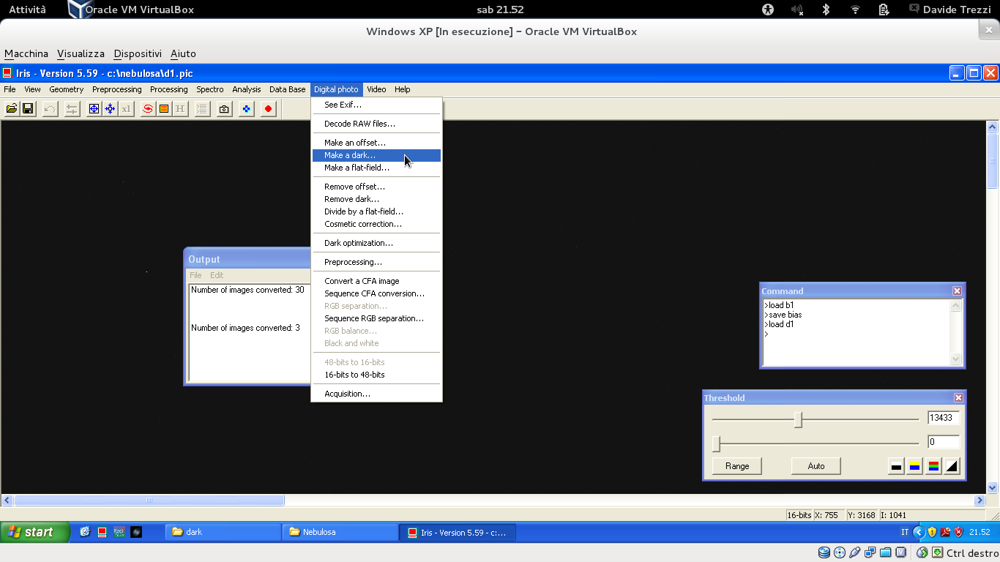 Attività Oracle VM VirtualBox sab 21.52 Davide Trezzi
Windows XP [In esecuzione] – Oracle VM VirtualBox
Macchina Visualizza Dispositivi Aiuto
Iris - Version 5.59 - c:\nebulosa\d1.pic
File View Geometry Preprocessing Processing Spectro Analysis Data Base Digital photo Video Help
x1 H
See Exif...
Decode RAW files...
Make an offset...
Make a dark...
Make a flat-field...
Remove offset...
Remove dark...
Divide by a flat-field...
Cosmetic correction...
Dark optimization...
Preprocessing...
Convert a CFA image
Sequence CFA conversion...
RGB separation...
Sequence RGB separation...
RGB balance...
Black and white
48-bits to 16-bits
16-bits to 48-bits
Acquisition...
Output
File Edit
Number of images converted: 30
Number of images converted: 3
Command
>load b1
>save bias
>load d1
>
Threshold
13433
0
Range Auto
16-bits X: 755 Y: 3168 I: 1041
start dark Nebulosa Iris - Version 5.59 - c:... IT 21.52
Ctrl destro